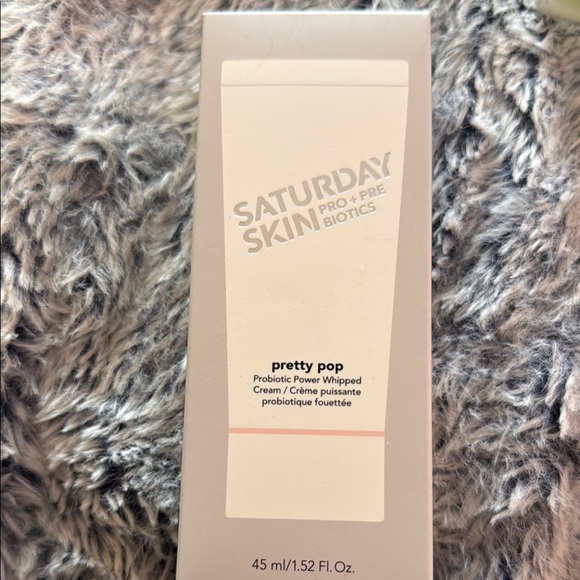 SATURDAY
SKIN PRO + PRE
BIOTICS
pretty pop
Probiotic Power Whipped
Cream / Crème puissante
probiotique fouettée
45 ml/1.52 Fl. Oz.